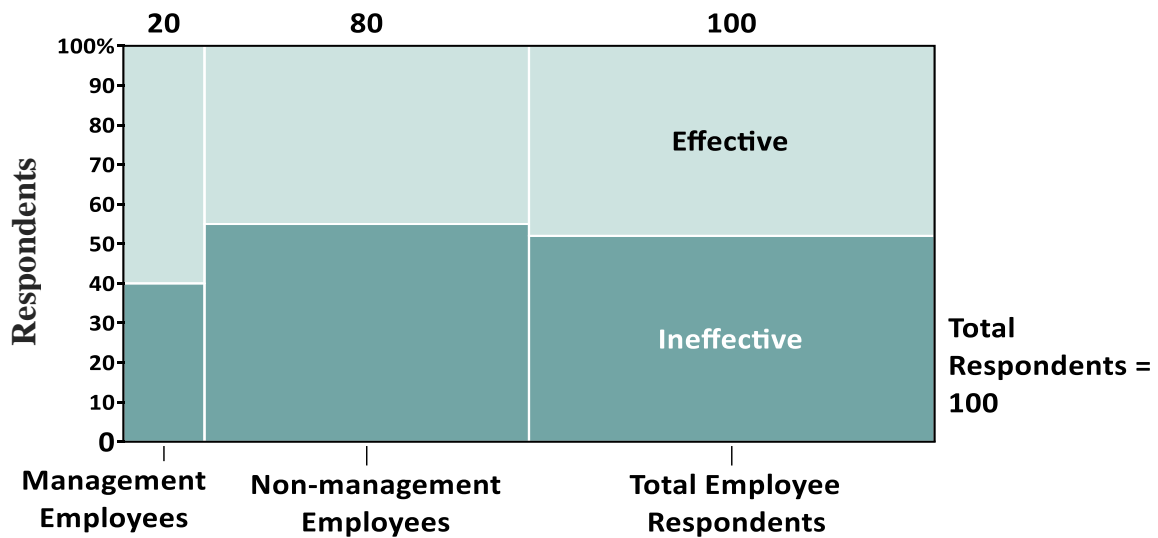 20
80
100
100%
90
80
70
60
50
40
30
20
10
0
Respondents
Effective
Ineffective
Total
Respondents =
100
Management
Employees
Non-management
Employees
Total Employee
Respondents